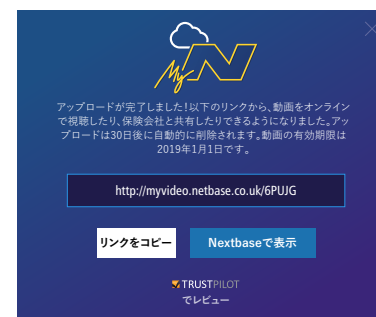 My N
アップロードが完了しました！以下のリンクから、動画をオンライン
で視聴したり、保険会社と共有したりできるようになりました。アッ
プロードは30日後に自動的に削除されます。動画の有効期限は
2019年1月1日です。
http://myvideo.netbase.co.uk/6PUJG
リンクをコピー
Nextbaseで表示
TRUSTPILOT
でレビュー